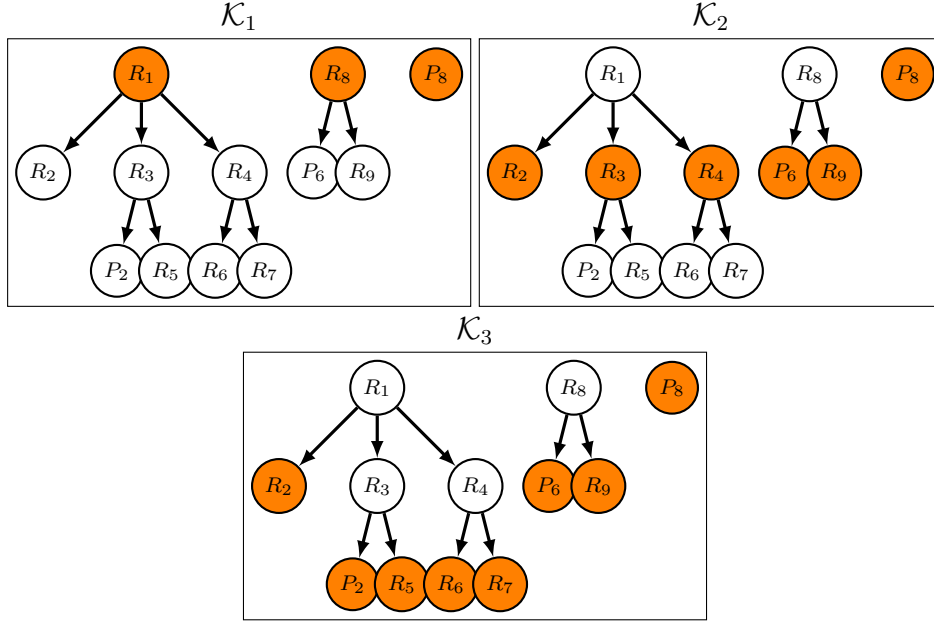 𝒦₁
R₁ R₈ P₈
R₂ R₃ R₄ P₆ R₉
P₂ R₅ R₆ R₇
𝒦₂
R₁ R₈ P₈
R₂ R₃ R₄ P₆ R₉
P₂ R₅ R₆ R₇
𝒦₃
R₁ R₈ P₈
R₂ R₃ R₄ P₆ R₉
P₂ R₅ R₆ R₇